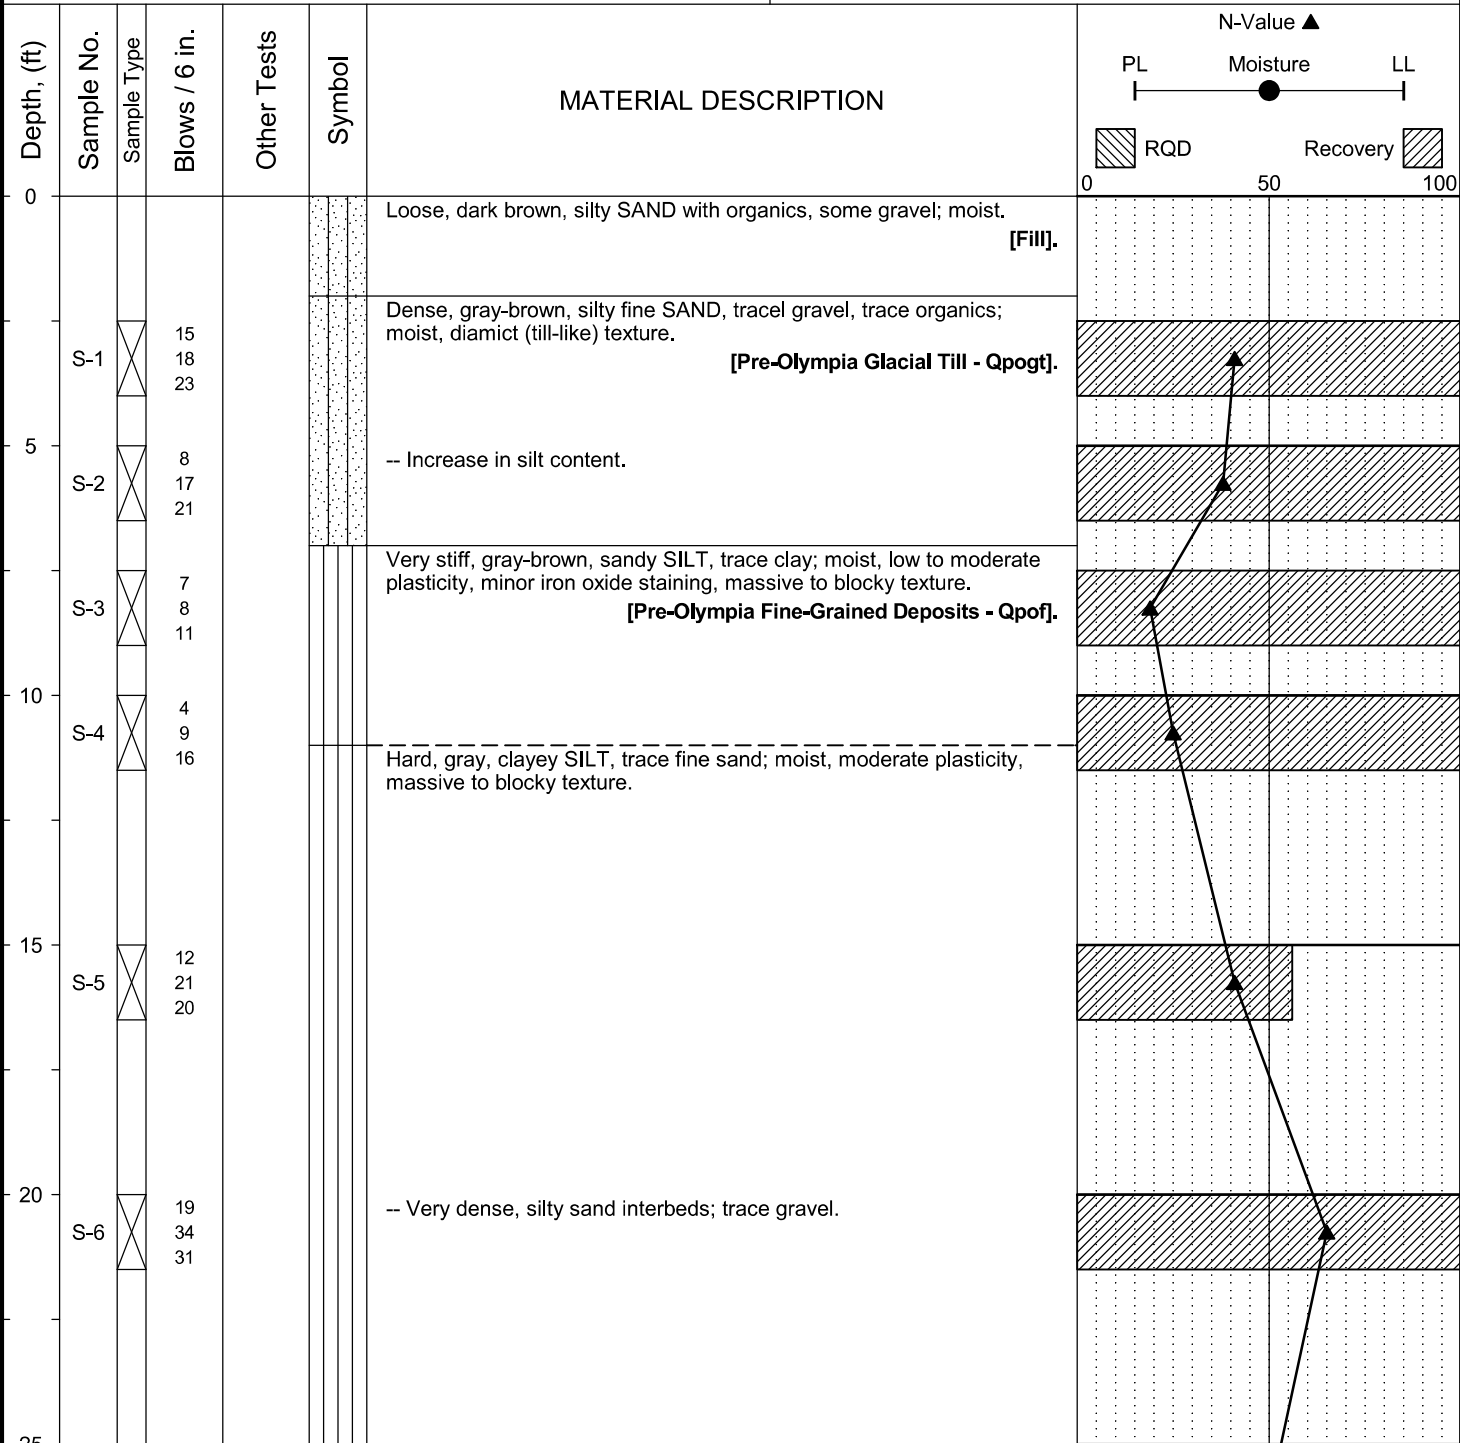 Depth, (ft)
Sample No.
Sample Type
Blows / 6 in.
Other Tests
Symbol
MATERIAL DESCRIPTION
N-Value
PL Moisture LL
RQD Recovery
0 50 100
0
Loose, dark brown, silty SAND with organics, some gravel; moist.
[Fill].
Dense, gray-brown, silty fine SAND, tracel gravel, trace organics;
moist, diamict (till-like) texture.
[Pre-Olympia Glacial Till - Qpogt].
S-1
15
18
23
5
-- Increase in silt content.
S-2
8
17
21
Very stiff, gray-brown, sandy SILT, trace clay; moist, low to moderate
plasticity, minor iron oxide staining, massive to blocky texture.
[Pre-Olympia Fine-Grained Deposits - Qpof].
S-3
7
8
11
10
S-4
4
9
16
Hard, gray, clayey SILT, trace fine sand; moist, moderate plasticity,
massive to blocky texture.
15
S-5
12
21
20
20
-- Very dense, silty sand interbeds; trace gravel.
S-6
19
34
31
25